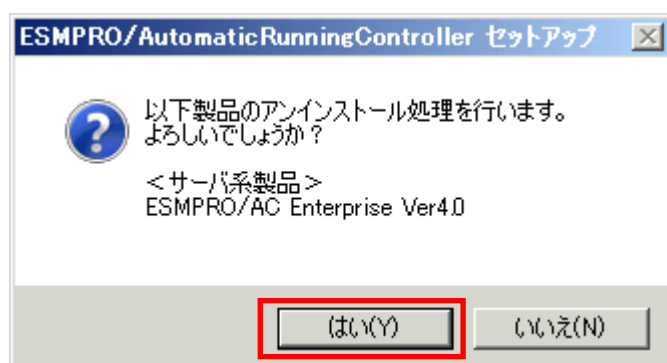 ESMPRO/AutomaticRunningController セットアップ
以下製品のアンインストール処理を行います。
よろしいでしょうか？
＜サーバ系製品＞
ESMPRO/AC Enterprise Ver4.0
はい(Y)
いいえ(N)